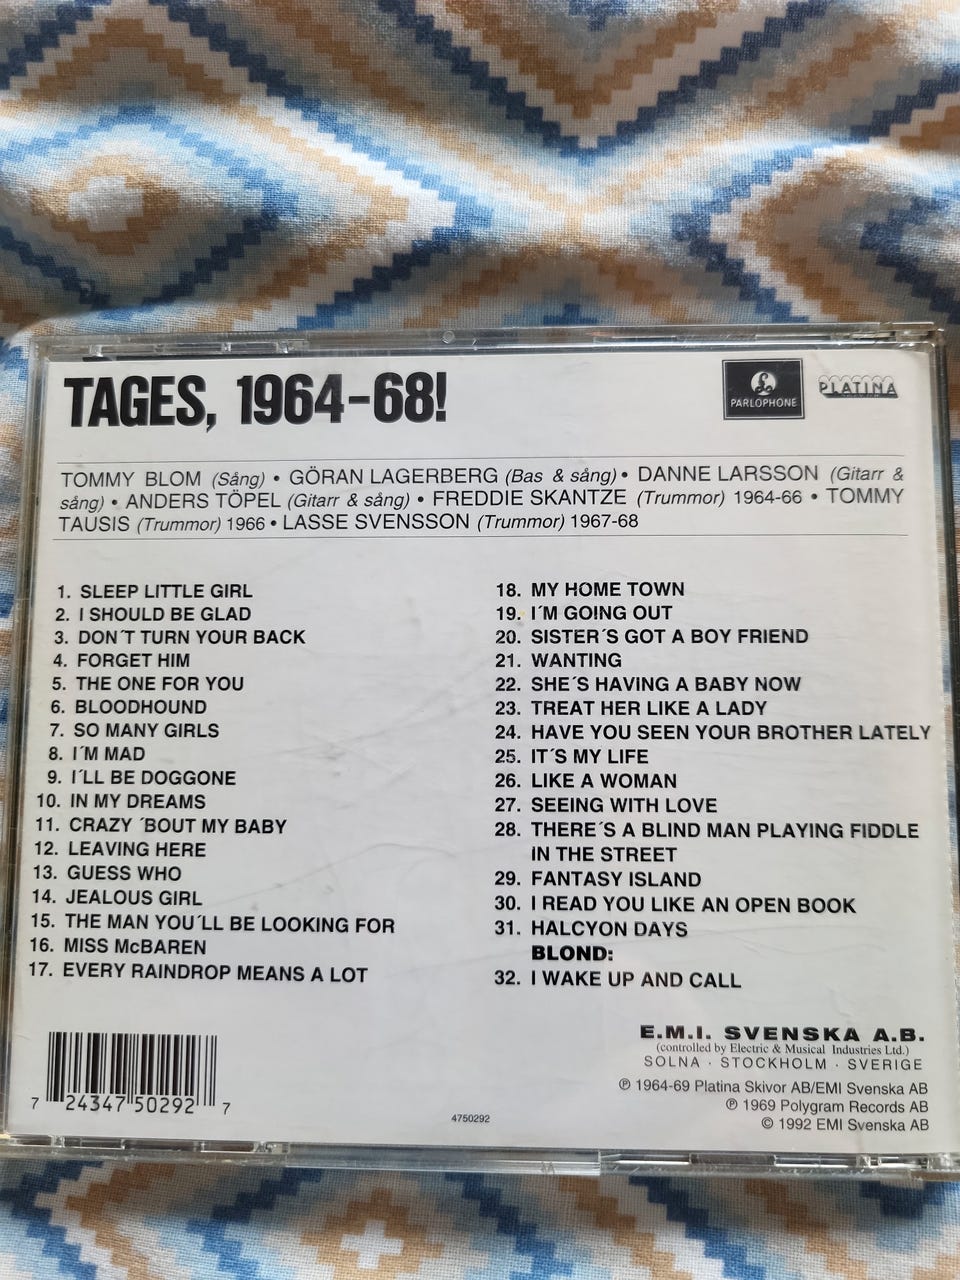 TAGES, 1964-68!
PARLOPHONE
PLATINA
TOMMY BLOM (Sång) • GÖRAN LAGERBERG (Bas & sång) • DANNE LARSSON (Gitarr &
sång) • ANDERS TÖPEL (Gitarr & sång) • FREDDIE SKANTZE (Trummor) 1964-66 • TOMMY
TAUSIS (Trummor) 1966 • LASSE SVENSSON (Trummor) 1967-68
1. SLEEP LITTLE GIRL
2. I SHOULD BE GLAD
3. DON´T TURN YOUR BACK
4. FORGET HIM
5. THE ONE FOR YOU
6. BLOODHOUND
7. SO MANY GIRLS
8. I´M MAD
9. I´LL BE DOGGONE
10. IN MY DREAMS
11. CRAZY ´BOUT MY BABY
12. LEAVING HERE
13. GUESS WHO
14. JEALOUS GIRL
15. THE MAN YOU´LL BE LOOKING FOR
16. MISS McBAREN
17. EVERY RAINDROP MEANS A LOT
18. MY HOME TOWN
19. I´M GOING OUT
20. SISTER´S GOT A BOY FRIEND
21. WANTING
22. SHE´S HAVING A BABY NOW
23. TREAT HER LIKE A LADY
24. HAVE YOU SEEN YOUR BROTHER LATELY
25. IT´S MY LIFE
26. LIKE A WOMAN
27. SEEING WITH LOVE
28. THERE´S A BLIND MAN PLAYING FIDDLE
IN THE STREET
29. FANTASY ISLAND
30. I READ YOU LIKE AN OPEN BOOK
31. HALCYON DAYS
BLOND:
32. I WAKE UP AND CALL
E.M.I. SVENSKA A.B.
(controlled by Electric & Musical Industries Ltd.)
SOLNA · STOCKHOLM · SVERIGE
℗ 1964-69 Platina Skivor AB/EMI Svenska AB
℗ 1969 Polygram Records AB
© 1992 EMI Svenska AB
7 24347 50292 7
4750292